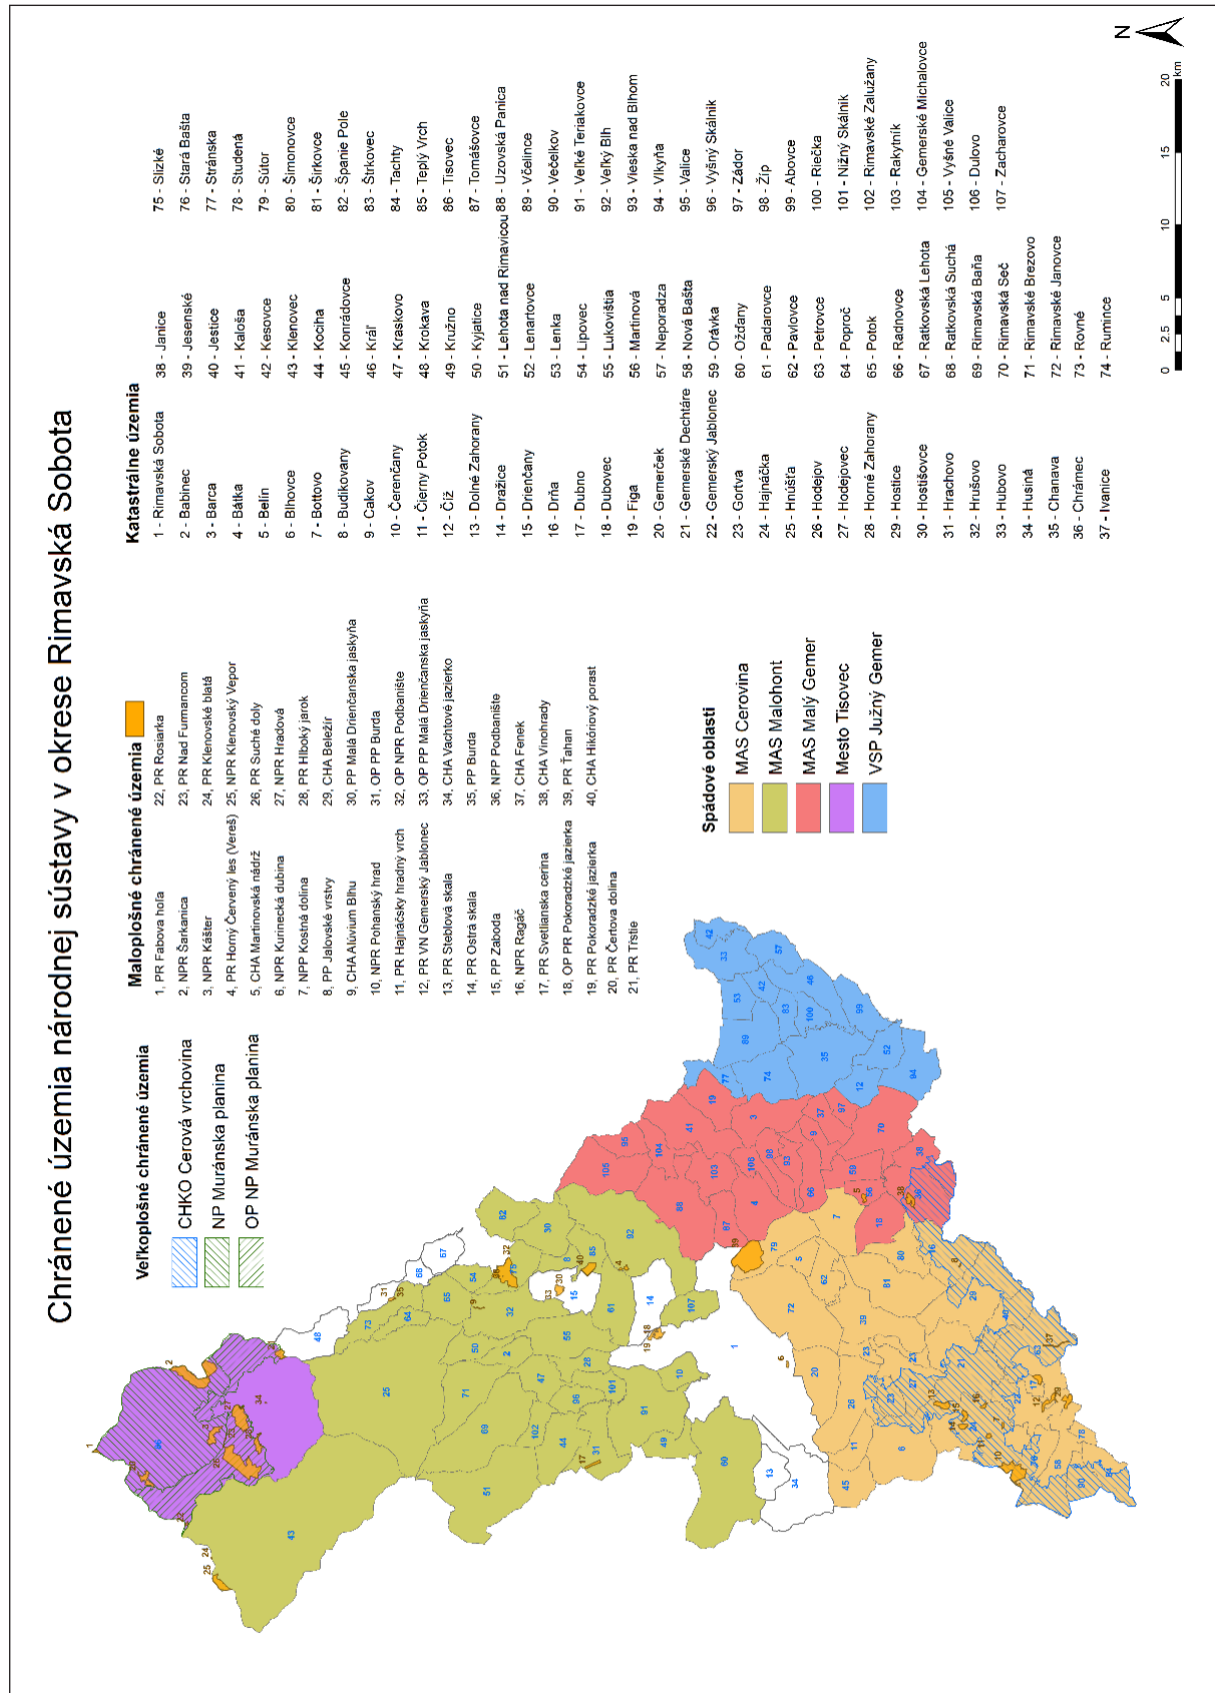 Chránené územia národnej sústavy v okrese Rimavská Sobota
Veľkoplošné chránené územia
CHKO Cerová vrchovina
NP Muránska planina
OP NP Muránska planina
Maloplošné chránené územia
1, PR Fabova hoľa
2, NPR Šarkanica
3, NPR Kášter
4, PR Horný Červený les (Vereš)
5, CHA Martinovská nádrž
6, NPR Kurinecká dubina
7, NPP Kostná dolina
8, PP Jalovské vrstvy
9, CHA Alúvium Blhu
10, NPR Pohanský hrad
11, PR Hajnáčsky hradný vrch
12, PR VN Gemerský Jablonec
13, PR Steblová skala
14, PR Ostrá skala
15, PP Zaboda
16, NPR Ragáč
17, PR Svetlianska cerina
18, OP PR Pokoradzké jazierka
19, PR Pokoradzké jazierka
20, PR Čertova dolina
21, PR Tŕstie
22, PR Rosiarka
23, PR Nad Furmancom
24, PR Klenovské blatá
25, NPR Klenovský Vepor
26, PR Suché doly
27, NPR Hradová
28, PR Hlboký jarok
29, CHA Beležír
30, PP Malá Drienčanska jaskyňa
31, OP PP Burda
32, OP NPR Podbanište
33, OP PP Malá Drienčanska jaskyňa
34, CHA Vachtové jazierko
35, PP Burda
36, NPP Podbanište
37, CHA Fenek
38, CHA Vinohrady
39, PR Ťahan
40, CHA Hikóriový porast
Katastrálne územia
1 - Rimavská Sobota
2 - Babinec
3 - Barca
4 - Bátka
5 - Belín
6 - Blhovce
7 - Bottovo
8 - Budikovany
9 - Cakov
10 - Čerenčany
11 - Čierny Potok
12 - Číž
13 - Dolné Zahorany
14 - Dražice
15 - Drienčany
16 - Drňa
17 - Dubno
18 - Dubovec
19 - Figa
20 - Gemerček
21 - Gemerské Dechtáre
22 - Gemerský Jablonec
23 - Gortva
24 - Hajnáčka
25 - Hnúšťa
26 - Hodejov
27 - Hodejovec
28 - Horné Zahorany
29 - Hostice
30 - Hostišovce
31 - Hrachovo
32 - Hrušovo
33 - Hubovo
34 - Husiná
35 - Chanava
36 - Chrámec
37 - Ivanice
38 - Janice
39 - Jesenské
40 - Jestice
41 - Kaloša
42 - Kesovce
43 - Klenovec
44 - Kociha
45 - Konrádovce
46 - Kráľ
47 - Kraskovo
48 - Krokava
49 - Kružno
50 - Kyjatice
51 - Lehota nad Rimavicou
52 - Lenartovce
53 - Lenka
54 - Lipovec
55 - Lukovištia
56 - Martinová
57 - Neporadza
58 - Nová Bašta
59 - Orávka
60 - Ožďany
61 - Padarovce
62 - Pavlovce
63 - Petrovce
64 - Poproč
65 - Potok
66 - Radnovce
67 - Ratkovská Lehota
68 - Ratkovská Suchá
69 - Rimavská Baňa
70 - Rimavská Seč
71 - Rimavské Brezovo
72 - Rimavské Janovce
73 - Rovné
74 - Rumince
75 - Slizké
76 - Stará Bašta
77 - Stránska
78 - Studená
79 - Sútor
80 - Šimonovce
81 - Širkovce
82 - Španie Pole
83 - Štrkovec
84 - Tachty
85 - Teplý Vrch
86 - Tisovec
87 - Tomášovce
88 - Uzovská Panica
89 - Včelince
90 - Večelkov
91 - Veľké Teriakovce
92 - Veľký Blh
93 - Vieska nad Blhom
94 - Vlkyňa
95 - Valice
96 - Vyšný Skálnik
97 - Zádor
98 - Žíp
99 - Abovce
100 - Riečka
101 - Nižný Skálnik
102 - Rimavské Zalužany
103 - Rakytník
104 - Gemerské Michalovce
105 - Vyšné Valice
106 - Dulovo
107 - Zacharovce
Spádové oblasti
MAS Cerovina
MAS Malohont
MAS Malý Gemer
Mesto Tisovec
VSP Južný Gemer
N
0 2.5 5 10 15 20
km